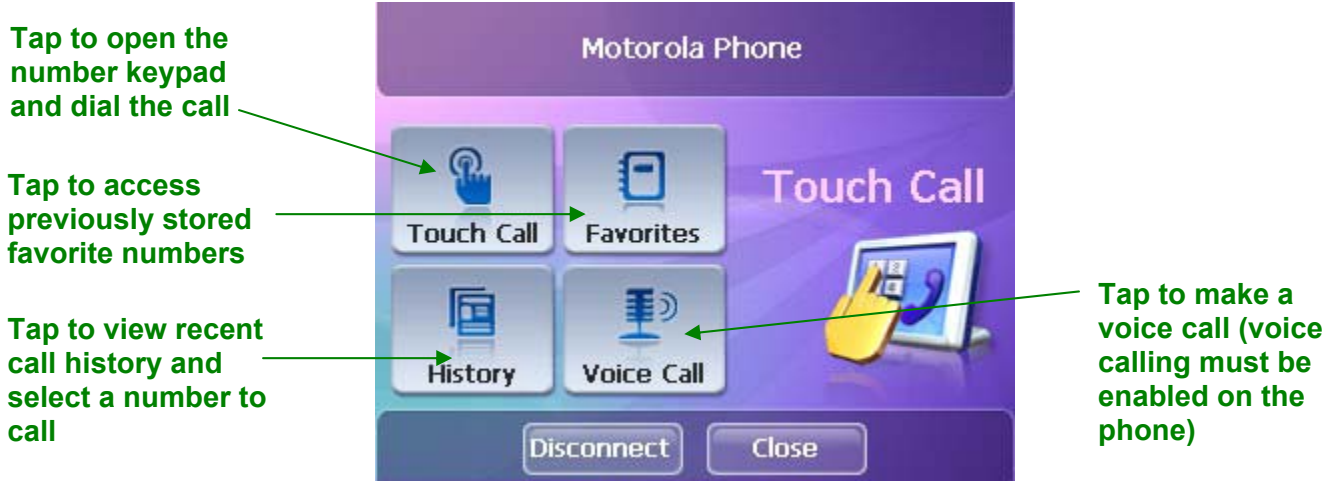 Tap to open the
number keypad
and dial the call
Tap to access
previously stored
favorite numbers
Tap to view recent
call history and
select a number to
call
Motorola Phone
Touch Call
Favorites
Touch Call
History
Voice Call
Disconnect
Close
Tap to make a
voice call (voice
calling must be
enabled on the
phone)